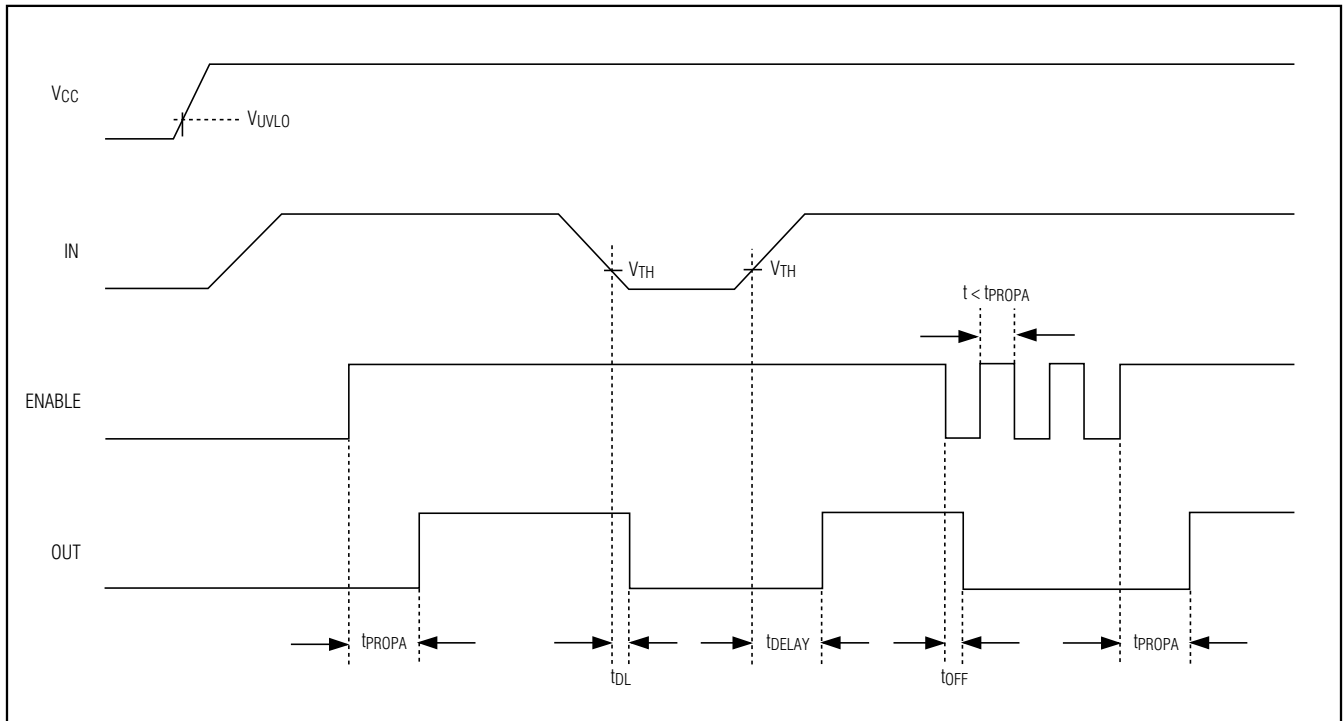 VCC
VUVLO
IN
VTH
VTH
t < tPROPA
ENABLE
OUT
tPROPA
tDL
tDELAY
tOFF
tPROPA